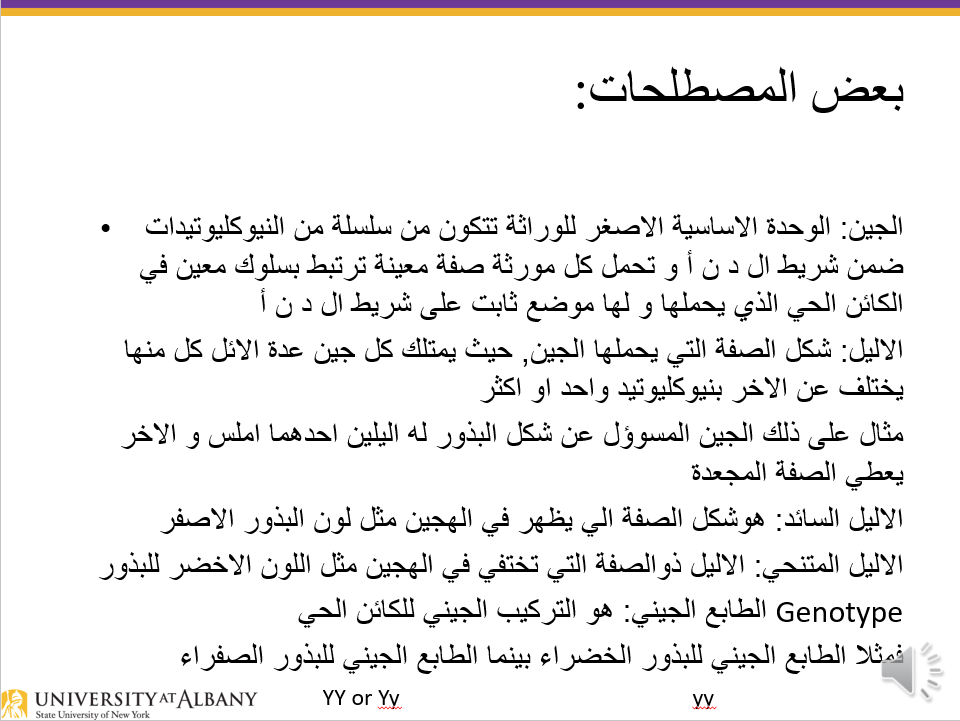 بعض المصطلحات:
• الجين: الوحدة الاساسية الاصغر للوراثة تتكون من سلسلة من النيوكليوتيدات
ضمن شريط ال د ن أ و تحمل كل مورثة صفة معينة ترتبط بسلوك معين في
الكائن الحي الذي يحملها و لها موضع ثابت على شريط ال د ن أ
الاليل: شكل الصفة التي يحملها الجين, حيث يمتلك كل جين عدة الائل كل منها
يختلف عن الاخر بنيوكليوتيد واحد او اكثر
مثال على ذلك الجين المسوؤل عن شكل البذور له اليلين احدهما املس و الاخر
يعطي الصفة المجعدة
الاليل السائد: هوشكل الصفة الي يظهر في الهجين مثل لون البذور الاصفر
الاليل المتنحي: الاليل ذوالصفة التي تختفي في الهجين مثل اللون الاخضر للبذور
Genotype الطابع الجيني: هو التركيب الجيني للكائن الحي
فمثلا الطابع الجيني للبذور الخضراء بينما الطابع الجيني للبذور الصفراء
yy
YY or Yy
UNIVERSITY AT ALBANY
State University of New York